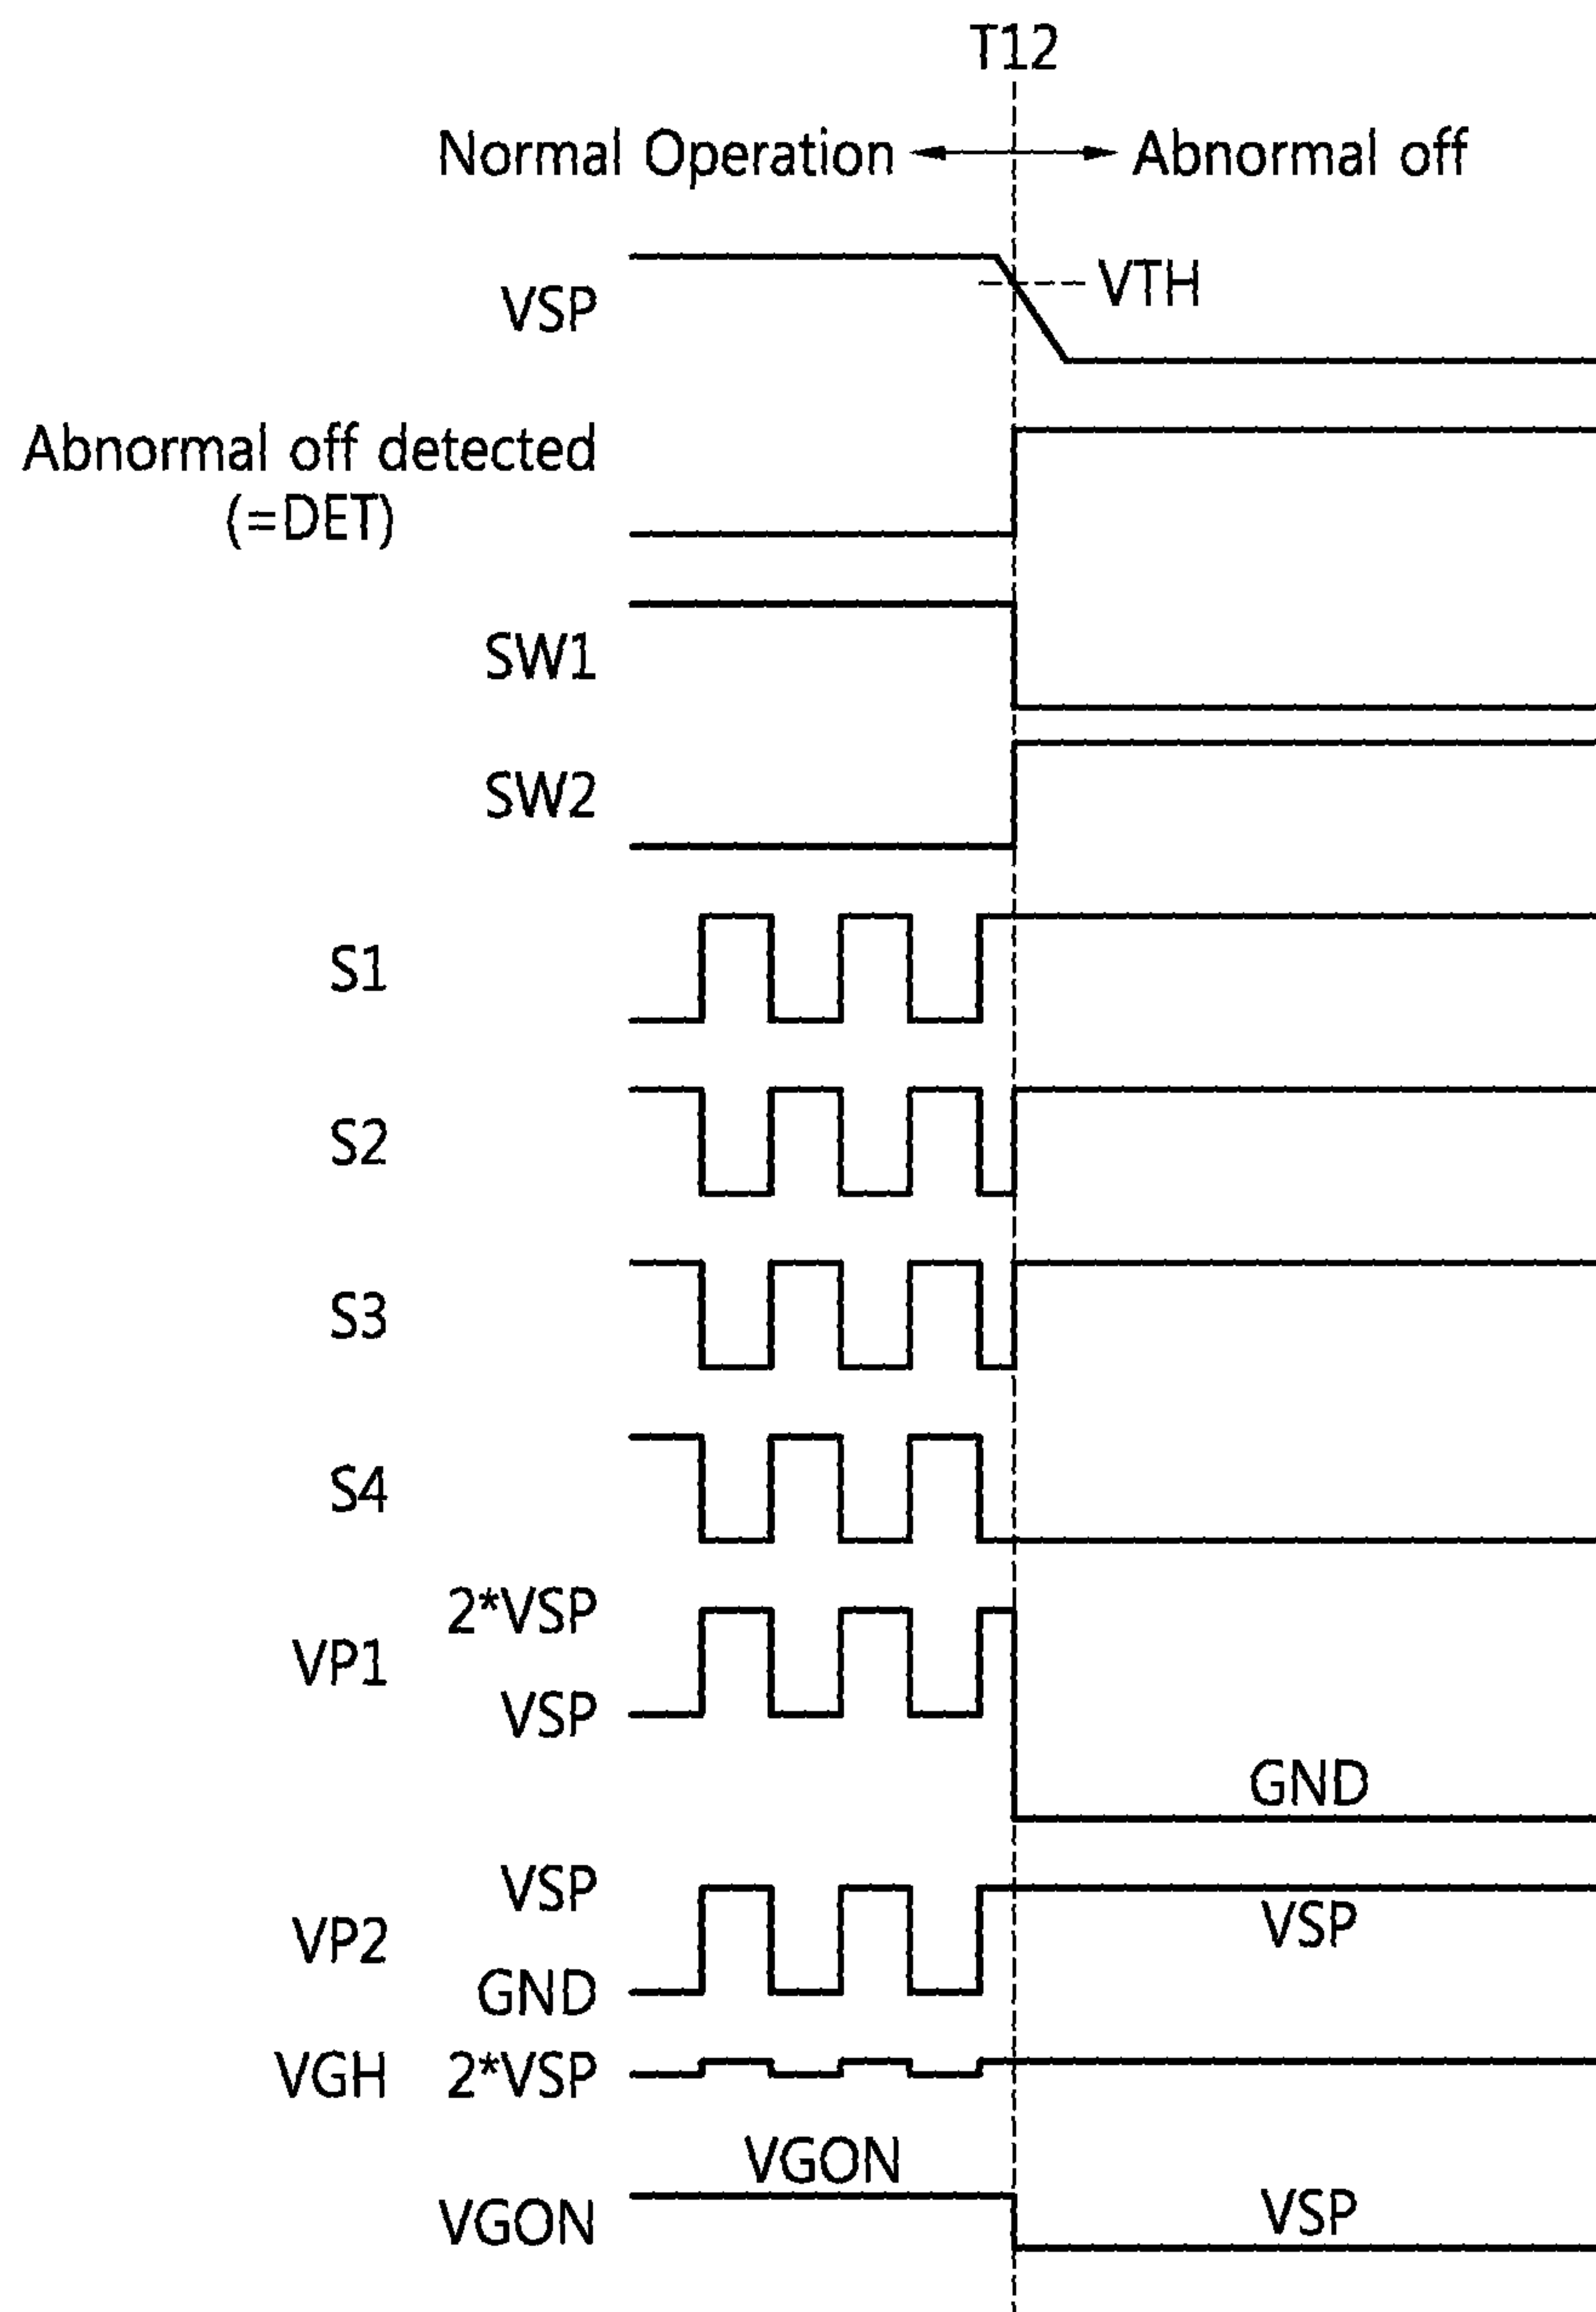 T12
Normal Operation
Abnormal off
VSP
VTH
Abnormal off detected
(=DET)
SW1
SW2
S1
S2
S3
S4
2*VSP
VP1
VSP
GND
VSP
VP2
VSP
GND
VGH
2*VSP
VGON
VGON
VSP